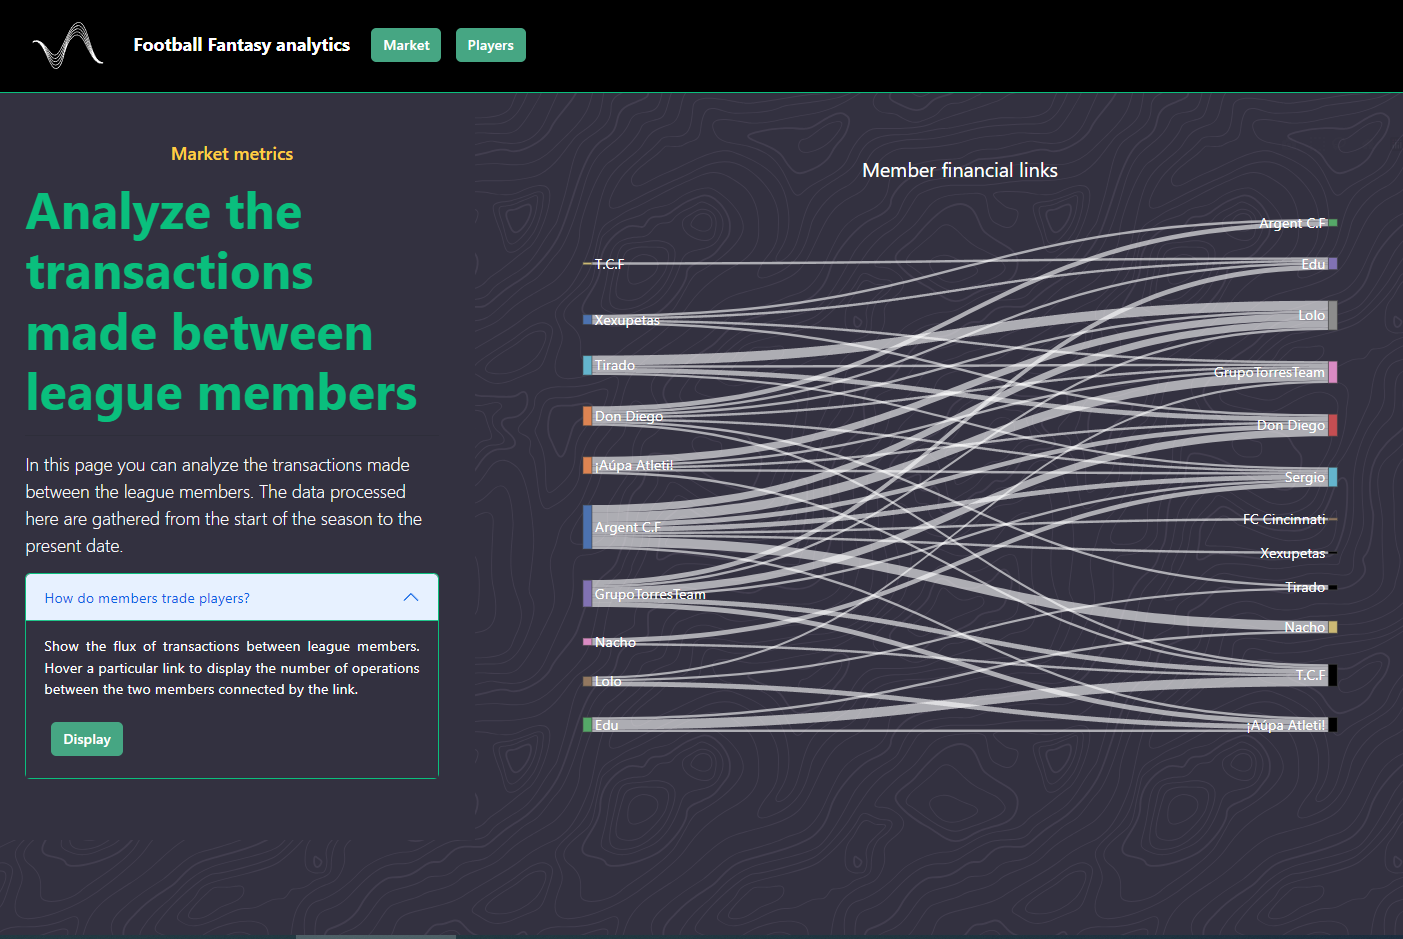 Football Fantasy analytics
Market
Players
Market metrics
Analyze the
transactions
made between
league members
In this page you can analyze the transactions made
between the league members. The data processed
here are gathered from the start of the season to the
present date.
How do members trade players?
Show the flux of transactions between league members.
Hover a particular link to display the number of operations
between the two members connected by the link.
Display
Member financial links
T.C.F
Xexupetas
Tirado
Don Diego
¡Aúpa Atleti!
Argent C.F
GrupoTorresTeam
Nacho
Lolo
Edu
Argent C.F
Edu
Lolo
GrupoTorresTeam
Don Diego
Sergio
FC Cincinnati
Xexupetas
Tirado
Nacho
T.C.F
¡Aúpa Atleti!